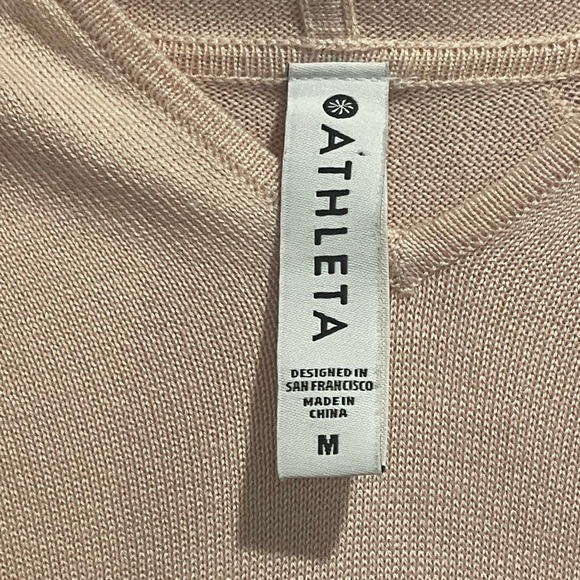 ATHLETA
DESIGNED IN
SAN FRANCISCO
MADE IN
CHINA
M